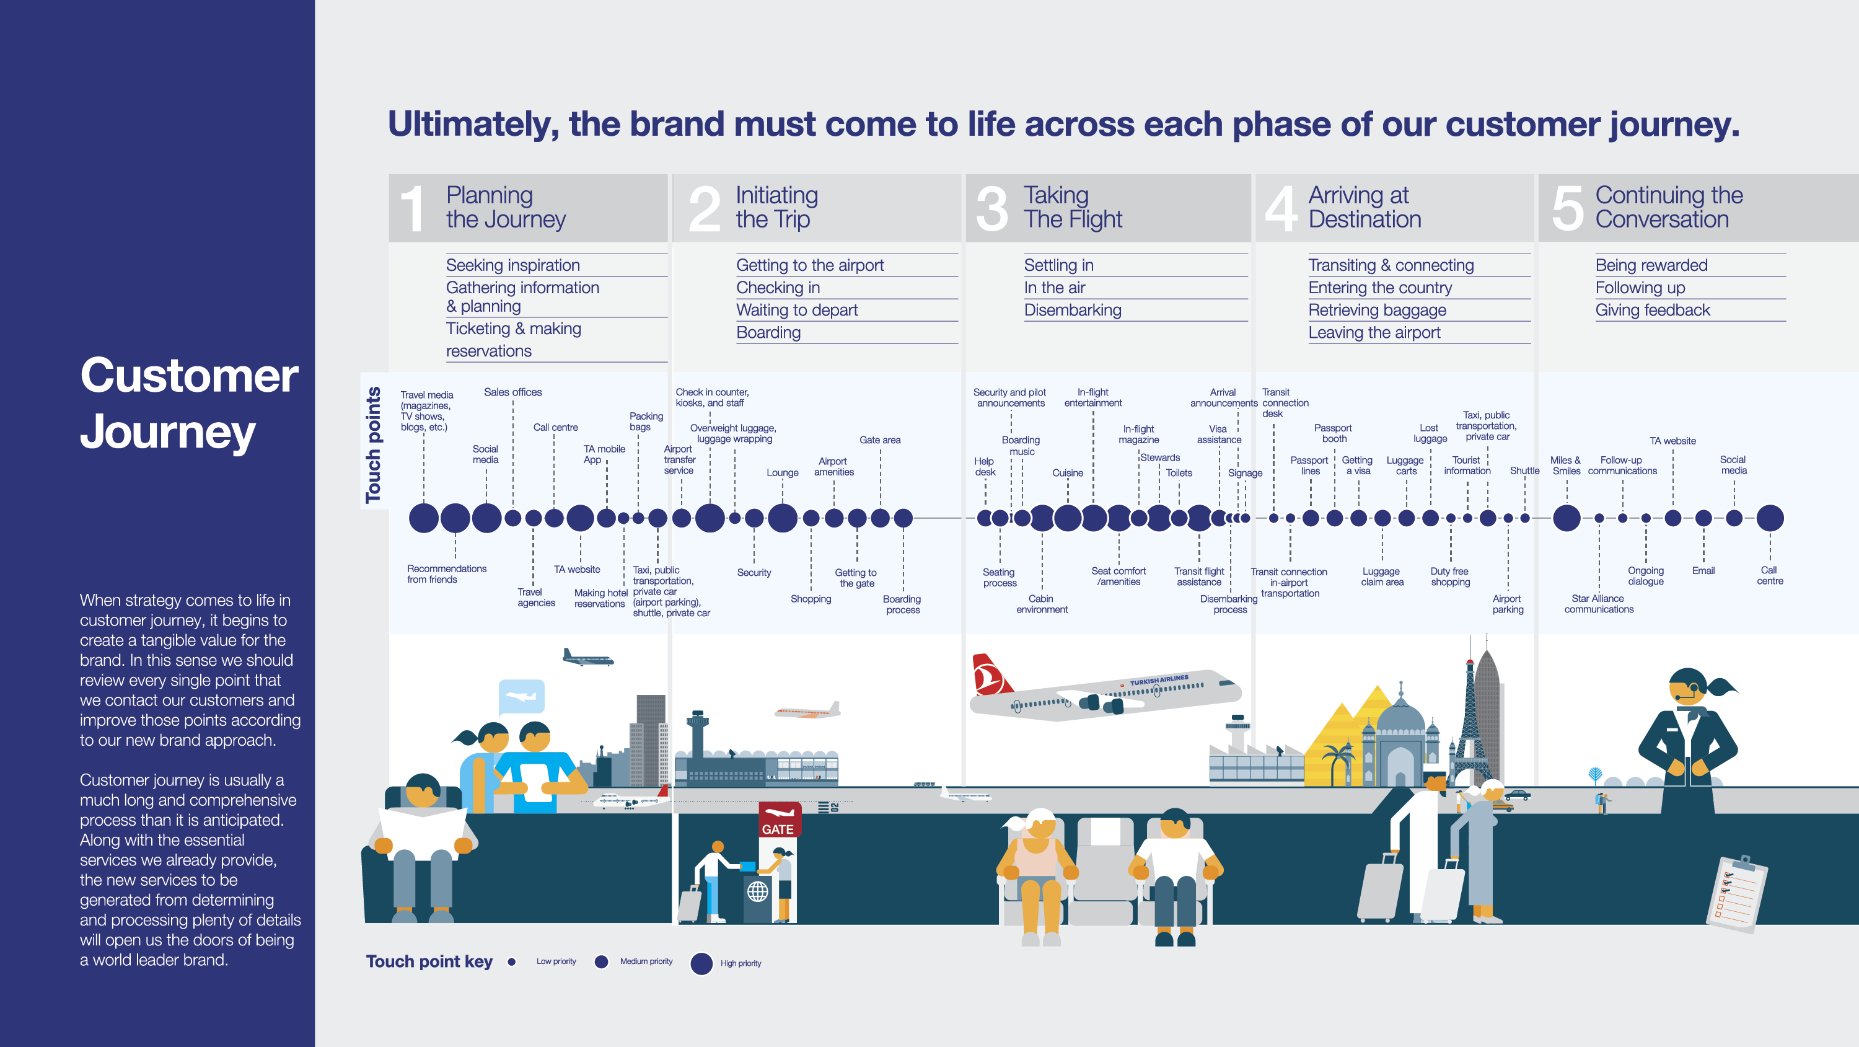 Customer
Journey
When strategy comes to life in
customer journey, it begins to
create a tangible value for the
brand. In this sense we should
review every single point that
we contact our customers and
improve those points according
to our new brand approach.
Customer journey is usually a
much long and comprehensive
process than it is anticipated.
Along with the essential
services we already provide,
the new services to be
generated from determining
and processing plenty of details
will open us the doors of being
a world leader brand.
Ultimately, the brand must come to life across each phase of our customer journey.
1 Planning
the Journey
Seeking inspiration
Gathering information
& planning
Ticketing & making
reservations
2 Initiating
the Trip
Getting to the airport
Checking in
Waiting to depart
Boarding
3 Taking
The Flight
Settling in
In the air
Disembarking
4 Arriving at
Destination
Transiting & connecting
Entering the country
Retrieving baggage
Leaving the airport
5 Continuing the
Conversation
Being rewarded
Following up
Giving feedback
Touch points
Travel media
(magazines,
TV shows,
blogs, etc.)
Recommendations
from friends
Social
media
Sales offices
Travel
agencies
Call centre
TA website
TA mobile
App
Making hotel
reservations
Packing
bags
Taxi, public
transportation,
private car
(airport parking),
shuttle, private car
Airport
transfer
service
Check in counter,
kiosks, and staff
Overweight luggage,
luggage wrapping
Security
Lounge
Shopping
Airport
amenities
Getting to
the gate
Gate area
Boarding
process
Help
desk
Seating
process
Security and pilot
announcements
Boarding
music
Cabin
environment
Cuisine
In-flight
entertainment
Seat comfort
/amenities
In-flight
magazine
Stewards
Toilets
Transit flight
assistance
Visa
assistance
Disembarking
process
Arrival
announcements
Signage
Transit
connection
desk
Transit connection
in-airport
transportation
Passport
lines
Passport
booth
Getting
a visa
Luggage
claim area
Luggage
carts
Lost
luggage
Duty free
shopping
Tourist
information
Taxi, public
transportation,
private car
Airport
parking
Shuttle
Miles &
Smiles
Star Alliance
communications
Follow-up
communications
Ongoing
dialogue
TA website
Email
Social
media
Call
centre
TURKISH AIRLINES
GATE
02
Touch point key
Low priority
Medium priority
High priority